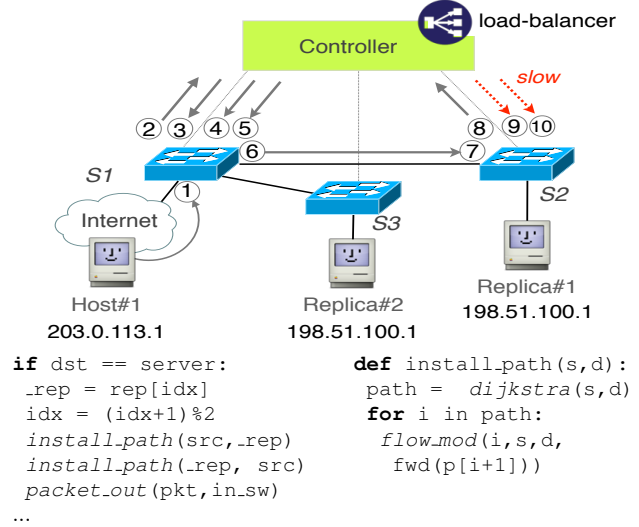 load-balancer
Controller
slow
2 3 4 5 8 9 10
6 7
S1
1
S2
Internet
S3
Host#1
203.0.113.1
Replica#2
198.51.100.1
Replica#1
198.51.100.1
if dst == server:
_rep = rep[idx]
idx = (idx+1)%2
install_path(src,_rep)
install_path(_rep, src)
packet_out(pkt,in_sw)
...
def install_path(s,d):
path = dijkstra(s,d)
for i in path:
flow_mod(i,s,d,
fwd(p[i+1]))